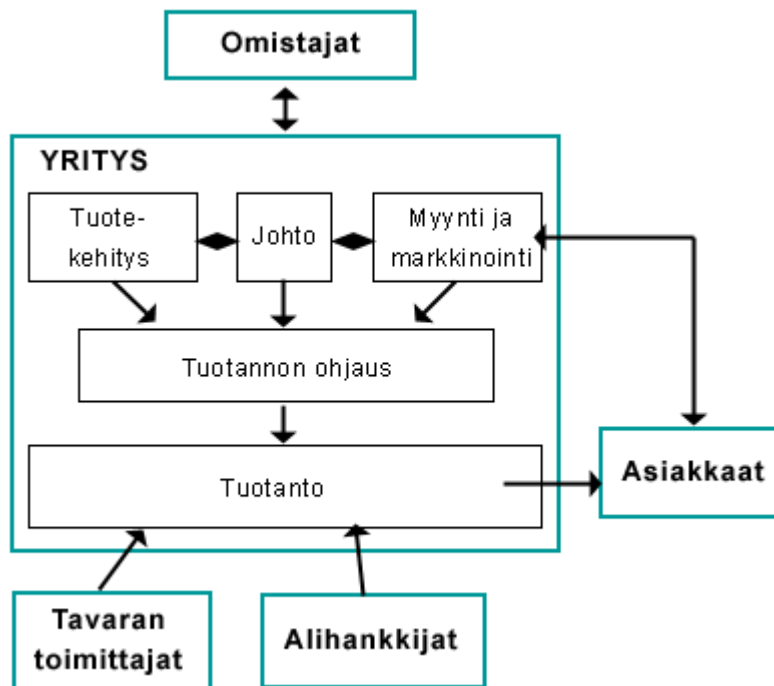 Omistajat
YRITYS
Tuote-
kehitys
Johto
Myynti ja
markkinointi
Tuotannon ohjaus
Tuotanto
Asiakkaat
Tavaran
toimittajat
Alihankkijat